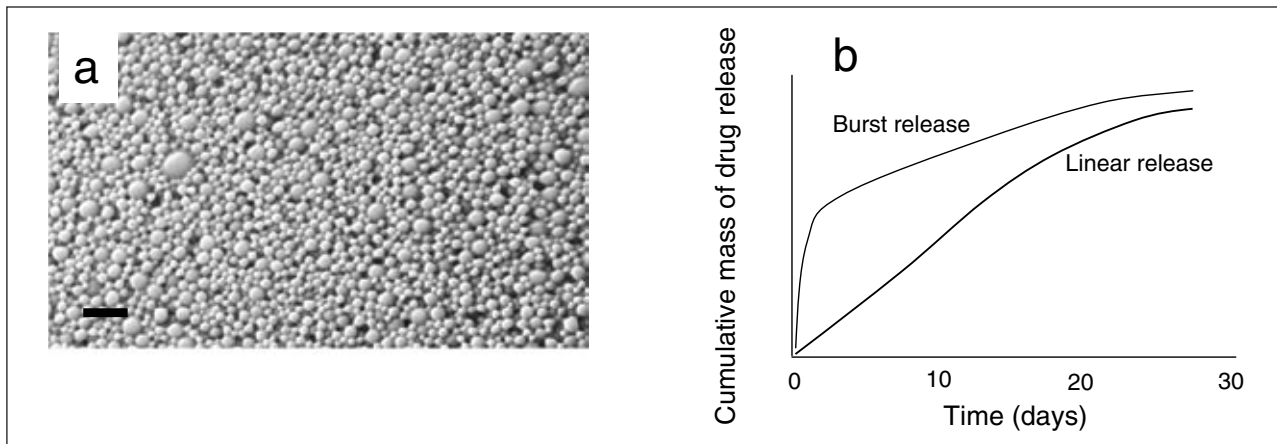 a
b
Cumulative mass of drug release
Burst release
Linear release
0
10
20
30
Time (days)